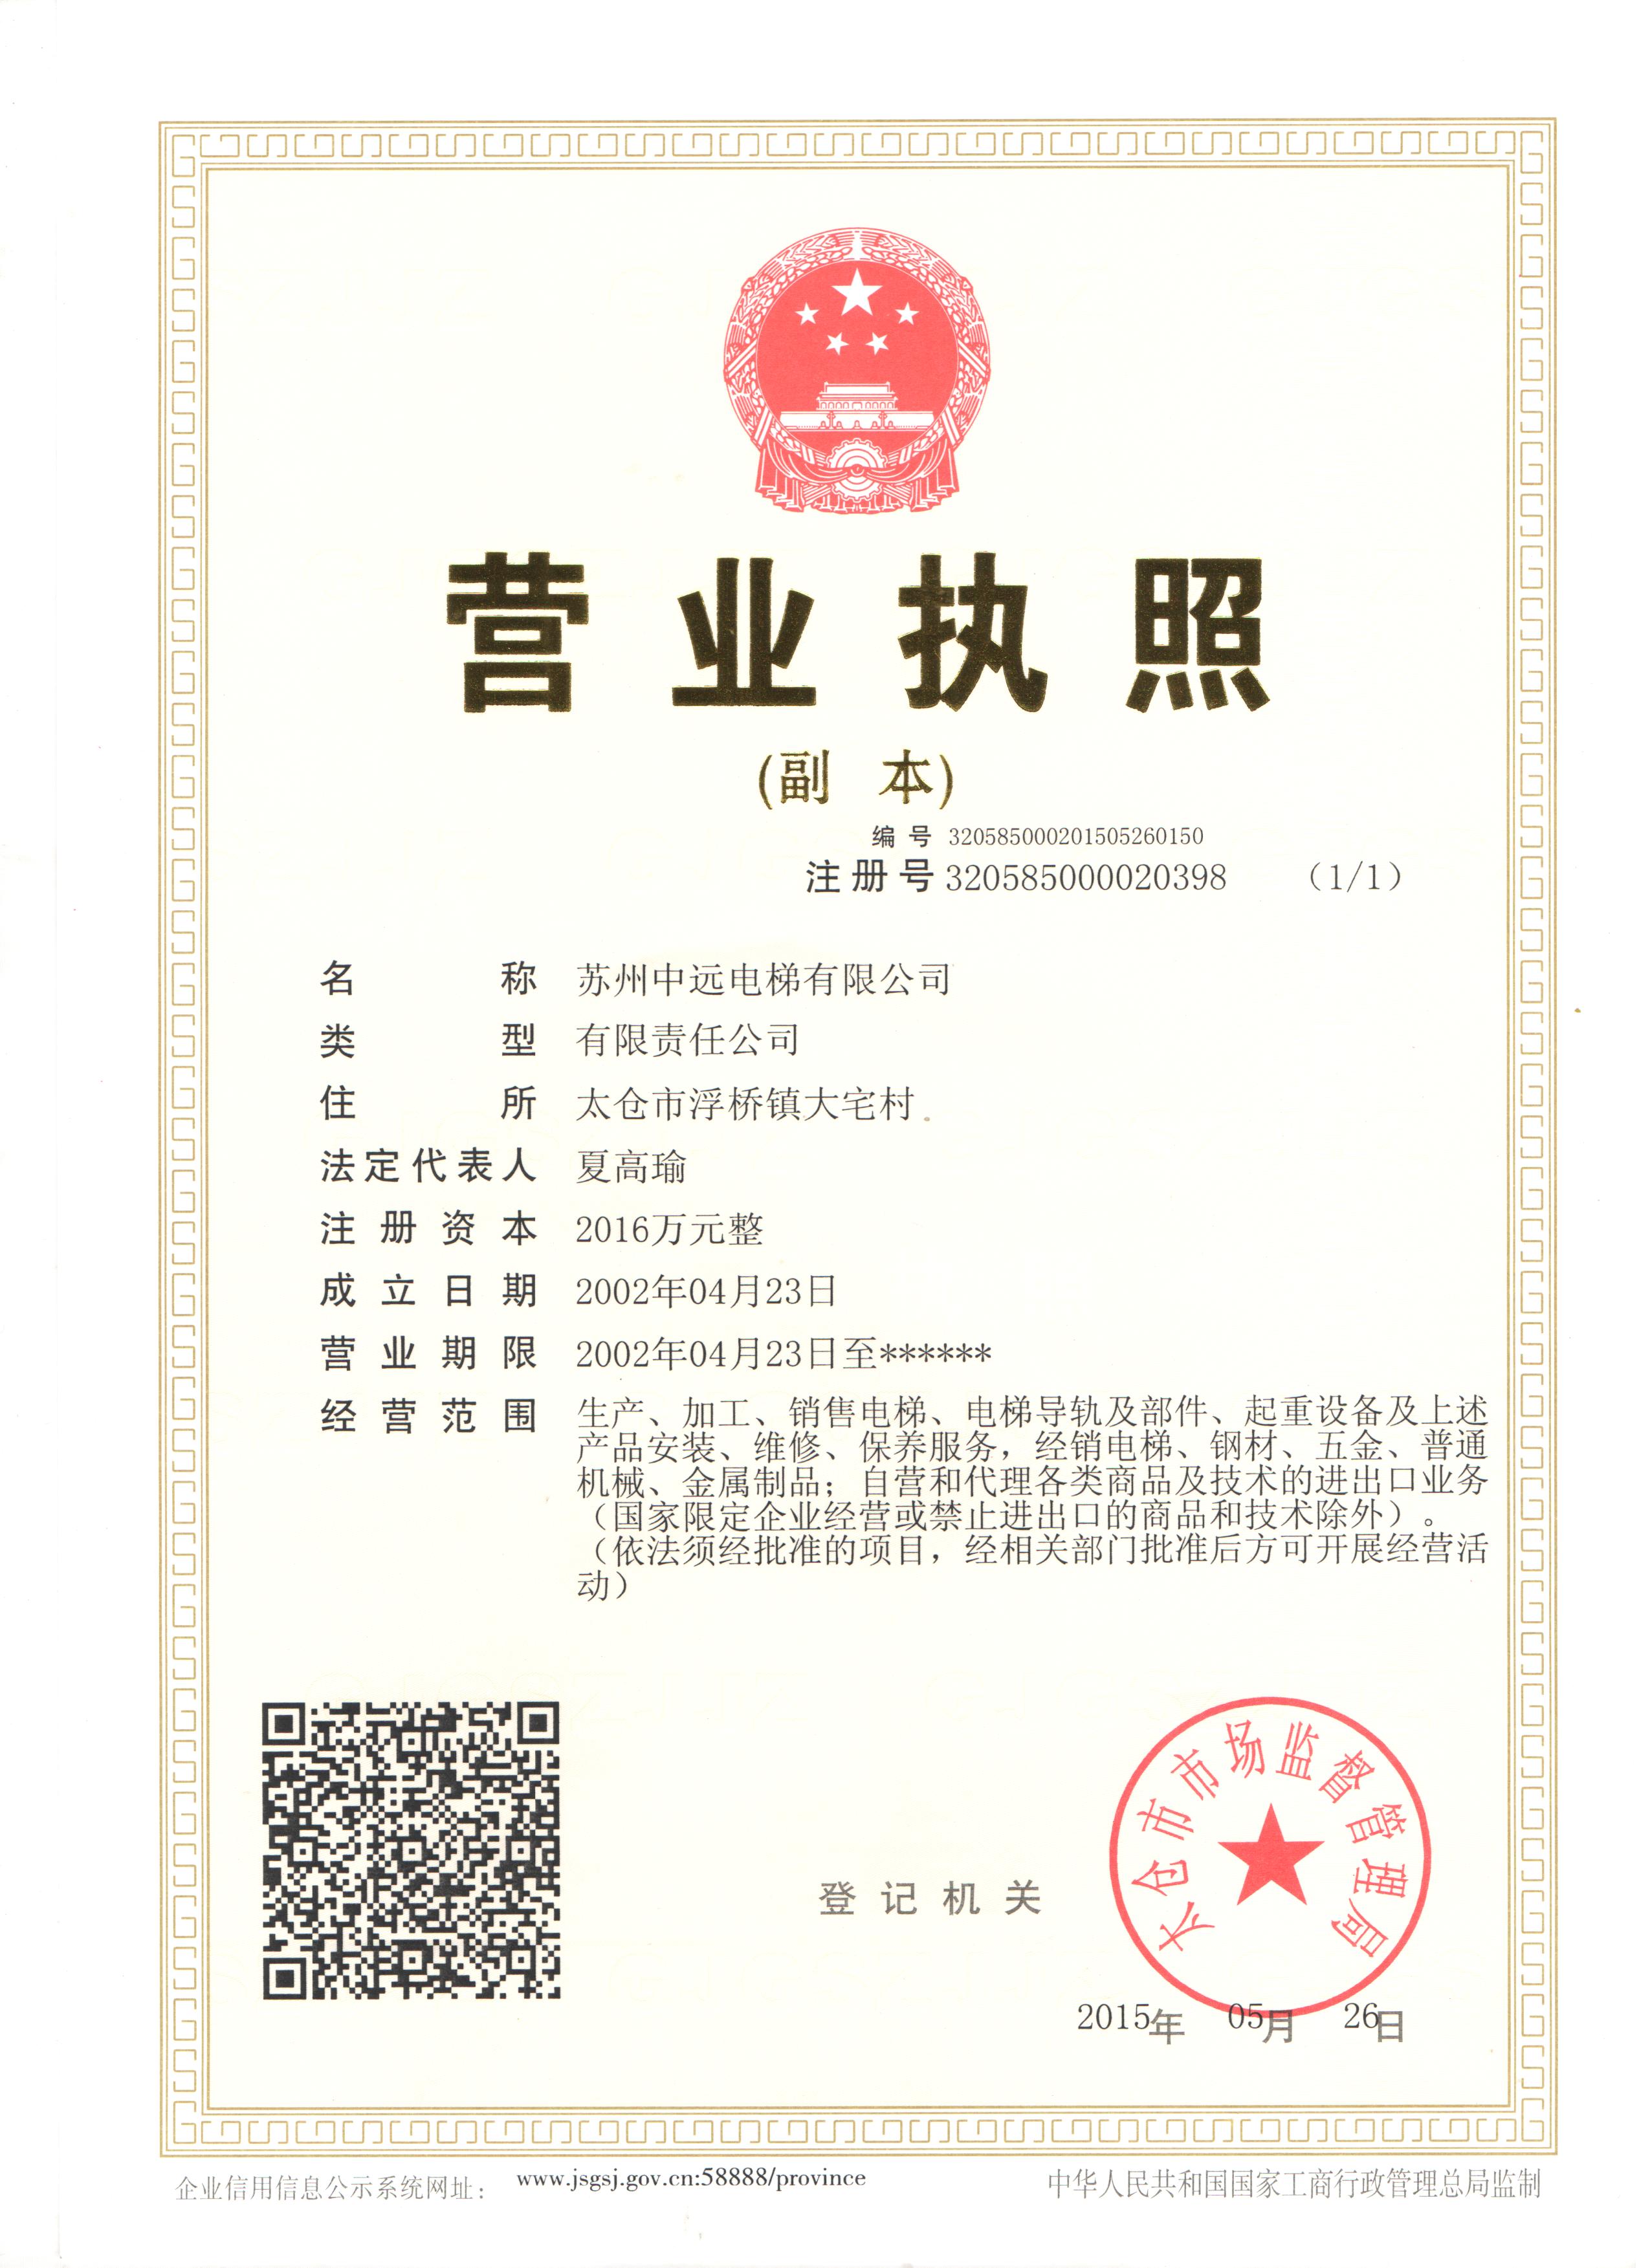 营业执照
(副 本)
编 号 320585000201505260150
注册号 320585000020398 （1/1）
名 称 苏州中远电梯有限公司
类 型 有限责任公司
住 所 太仓市浮桥镇大宅村
法定代表人 夏高瑜
注册资本 2016万元整
成立日期 2002年04月23日
营业期限 2002年04月23日至******
经营范围 生产、加工、销售电梯、电梯导轨及部件、起重设备及上述
产品安装、维修、保养服务，经销电梯、钢材、五金、普通
机械、金属制品；自营和代理各类商品及技术的进出口业务
（国家限定企业经营或禁止进出口的商品和技术除外）。
（依法须经批准的项目，经相关部门批准后方可开展经营活
动）
太仓市市场监督管理局
登记机关
2015年 05月 26日
企业信用信息公示系统网址： www.jsgsj.gov.cn:58888/province
中华人民共和国国家工商行政管理总局监制